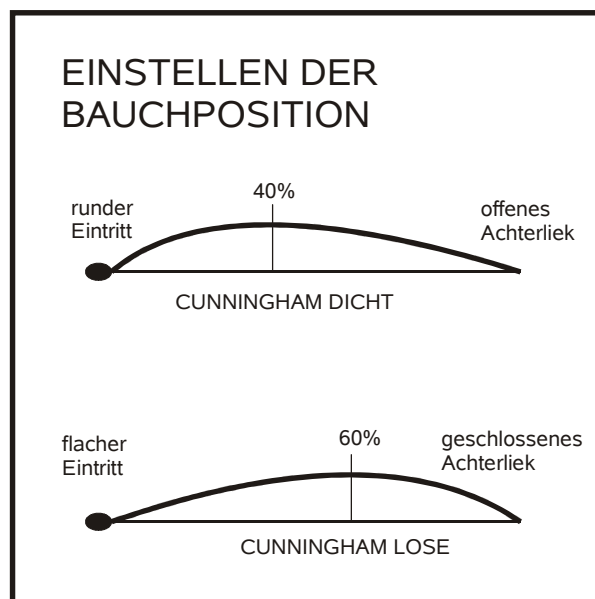 EINSTELLEN DER
BAUCHPOSITION
40%
runder
Eintritt
offenes
Achterliek
CUNNINGHAM DICHT
60%
flacher
Eintritt
geschlossenes
Achterliek
CUNNINGHAM LOSE